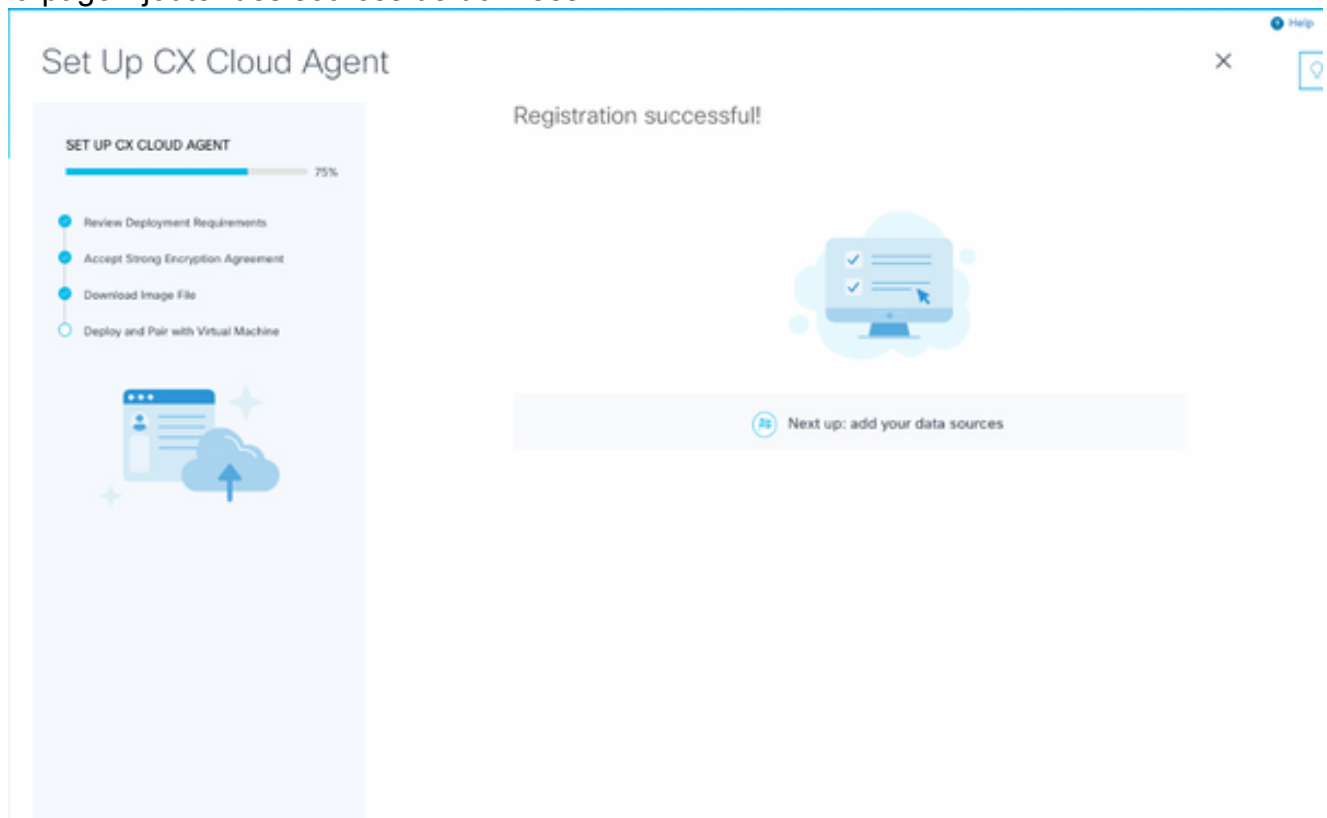 Help
Set Up CX Cloud Agent
Registration successful!
SET UP CX CLOUD AGENT
75%
Review Deployment Requirements
Accept Strong Encryption Agreement
Download Image File
Deploy and Pair with Virtual Machine
Next up: add your data sources